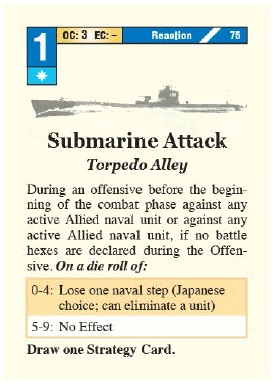 1 OC: 3 EC: – Reaction 75
Submarine Attack
Torpedo Alley
During an offensive before the begin-
ning of the combat phase against any
active Allied naval unit or against any
active Allied naval unit, if no battle
hexes are declared during the Offen-
sive. On a die roll of:
0-4: Lose one naval step (Japanese
choice; can eliminate a unit)
5-9: No Effect
Draw one Strategy Card.